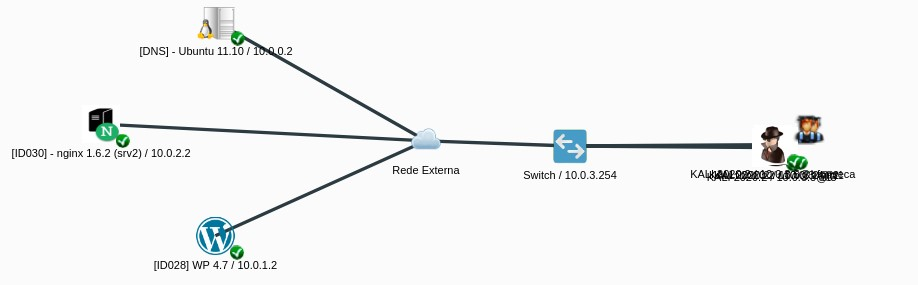 [DNS] - Ubuntu 11.10 / 10.0.0.2
N
[ID030] - nginx 1.6.2 (srv2) / 10.0.2.2
Rede Externa
Switch / 10.0.3.254
W
[ID028] WP 4.7 / 10.0.1.2